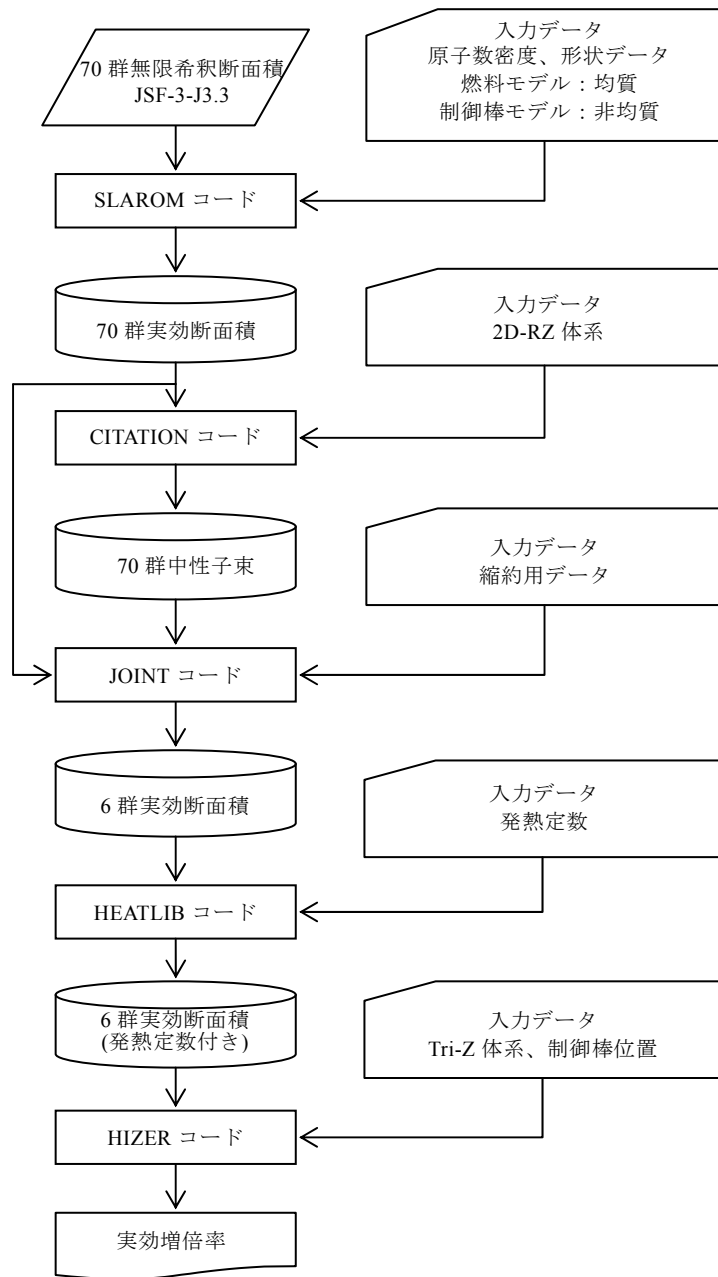 70 群無限希釈断面積
JSF-3-J3.3
入力データ
原子数密度、形状データ
燃料モデル：均質
制御棒モデル：非均質
SLAROM コード
70 群実効断面積
入力データ
2D-RZ 体系
CITATION コード
70 群中性子束
入力データ
縮約用データ
JOINT コード
6 群実効断面積
入力データ
発熱定数
HEATLIB コード
6 群実効断面積
(発熱定数付き)
入力データ
Tri-Z 体系、制御棒位置
HIZER コード
実効増倍率